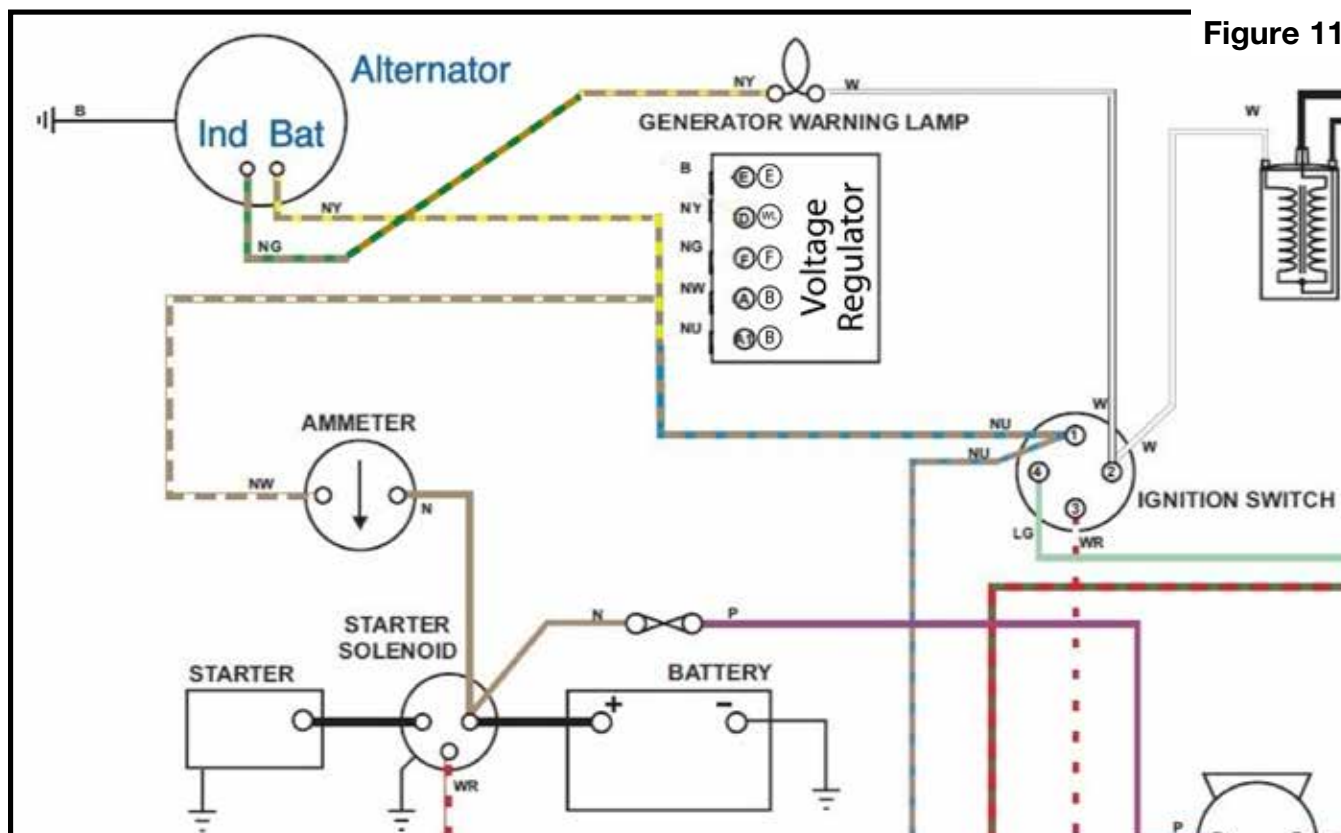 Figure 11
Alternator
B
Ind Bat
NY
W
GENERATOR WARNING LAMP
W
NY
NG
B
NY
NG
NW
NU
E E
D WL
F F
A B
A1 B
Voltage
Regulator
AMMETER
NW
N
NU
NU
W
W
1
2
3
4
IGNITION SWITCH
LG
WR
STARTER
SOLENOID
N
P
STARTER
BATTERY
+
-
WR
P